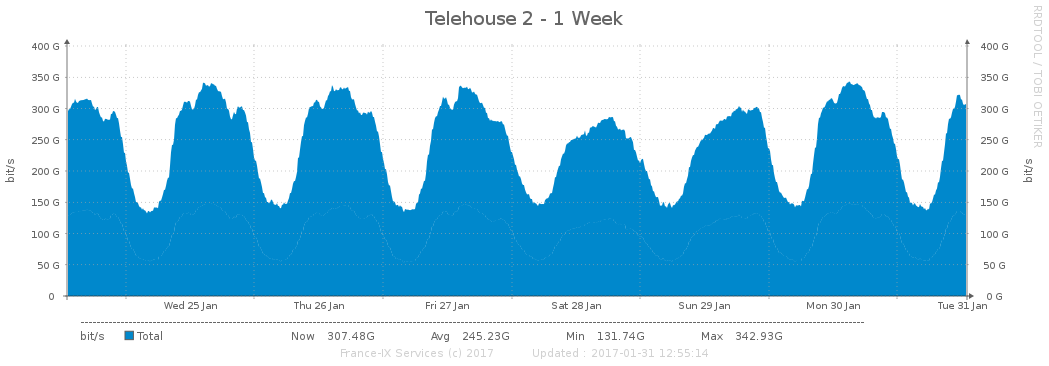 Telehouse 2 - 1 Week
RRDTOOL / TOBI OETIKER
400 G 400 G
350 G 350 G
300 G 300 G
250 G 250 G
200 G 200 G
150 G 150 G
100 G 100 G
50 G 50 G
0 0 G
bit/s bit/s
Wed 25 Jan Thu 26 Jan Fri 27 Jan Sat 28 Jan Sun 29 Jan Mon 30 Jan Tue 31 Jan
bit/s Total Now 307.48G Avg 245.23G Min 131.74G Max 342.93G
France-IX Services (c) 2017 Updated : 2017-01-31 12:55:14